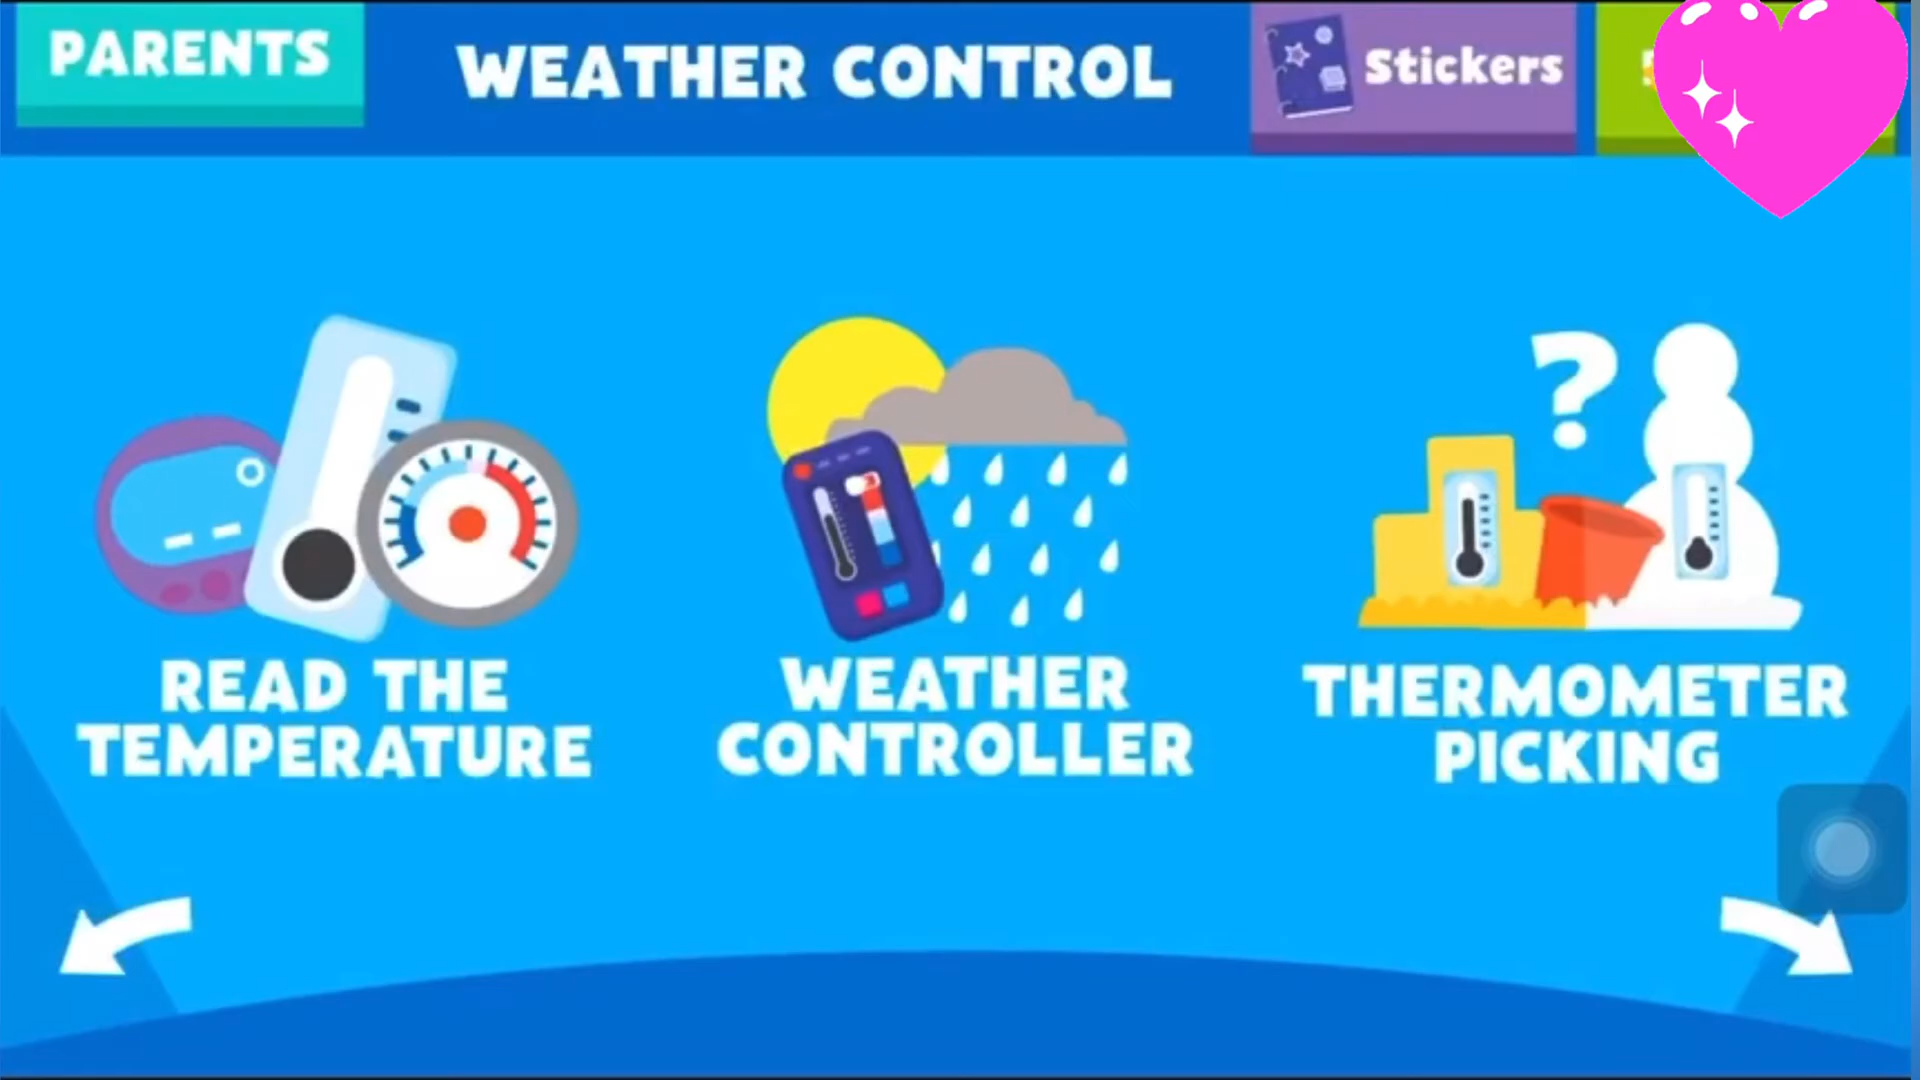 PARENTS
WEATHER CONTROL
Stickers
READ THE
TEMPERATURE
WEATHER
CONTROLLER
?
THERMOMETER
PICKING